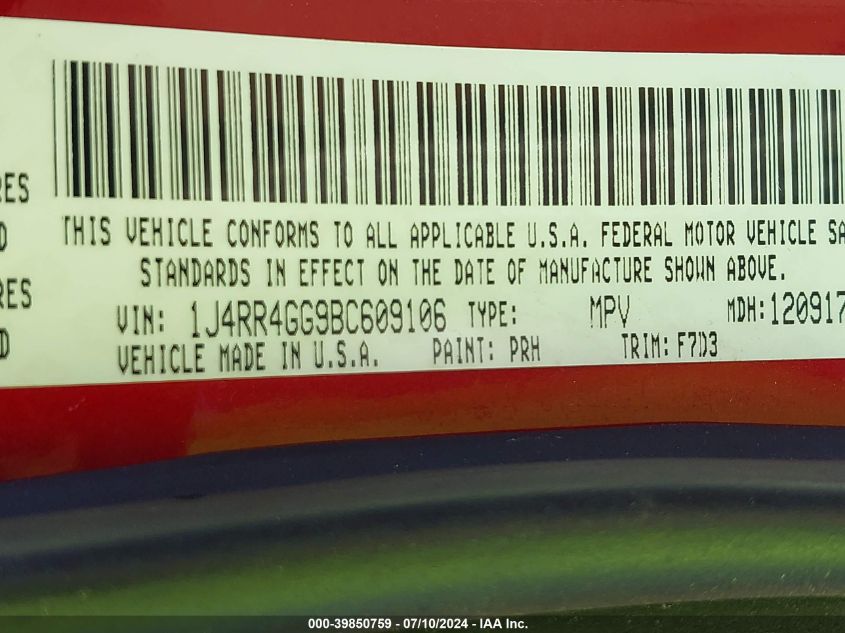 RES
D
THIS VEHICLE CONFORMS TO ALL APPLICABLE U.S.A. FEDERAL MOTOR VEHICLE SA
STANDARDS IN EFFECT ON THE DATE OF MANUFACTURE SHOWN ABOVE.
RES
D
VIN: 1J4RR4GG9BC609106 TYPE: MPV MDH: 120917
VEHICLE MADE IN U.S.A. PAINT: PRH TRIM: F7D3
000-39850759 - 07/10/2024 - IAA Inc.